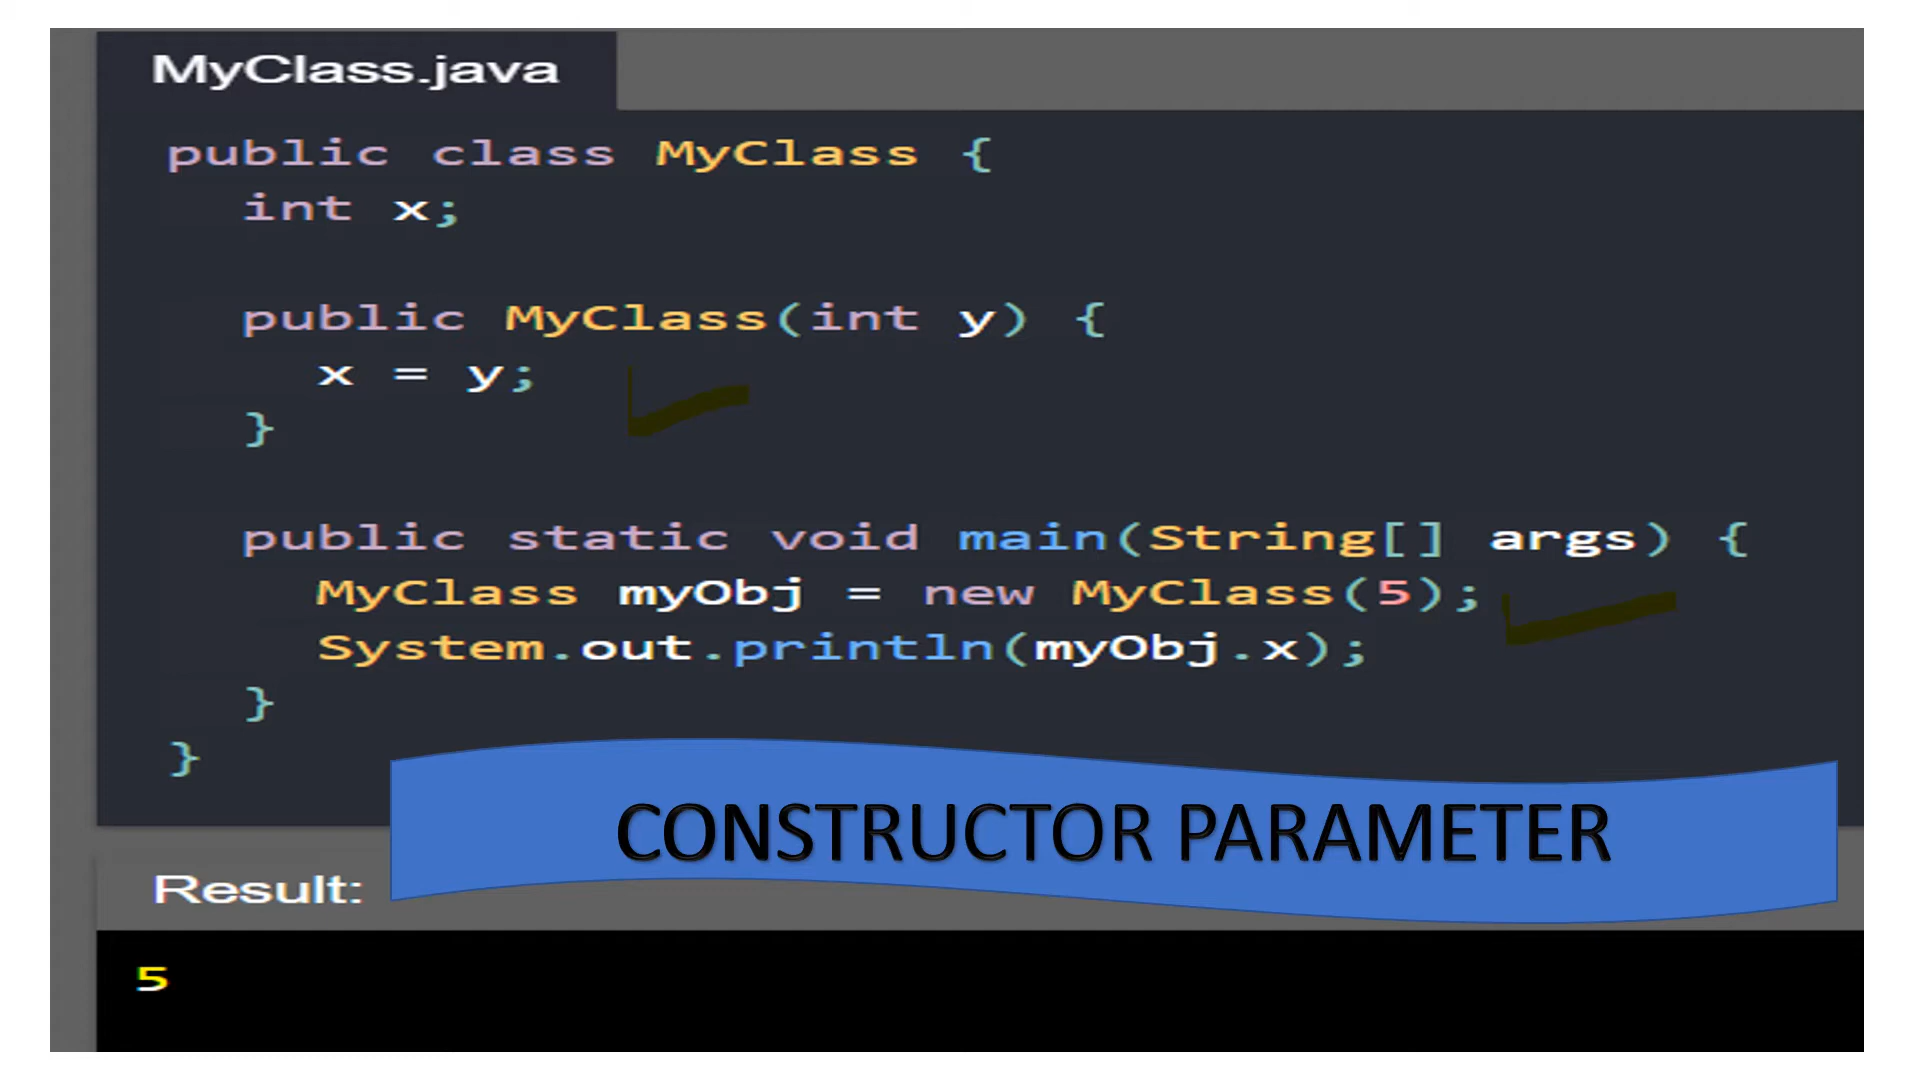 MyClass.java
public class MyClass {
int x;
public MyClass(int y) {
x = y;
}
public static void main(String[] args) {
MyClass myObj = new MyClass(5);
System.out.println(myObj.x);
}
}
CONSTRUCTOR PARAMETER
Result:
5